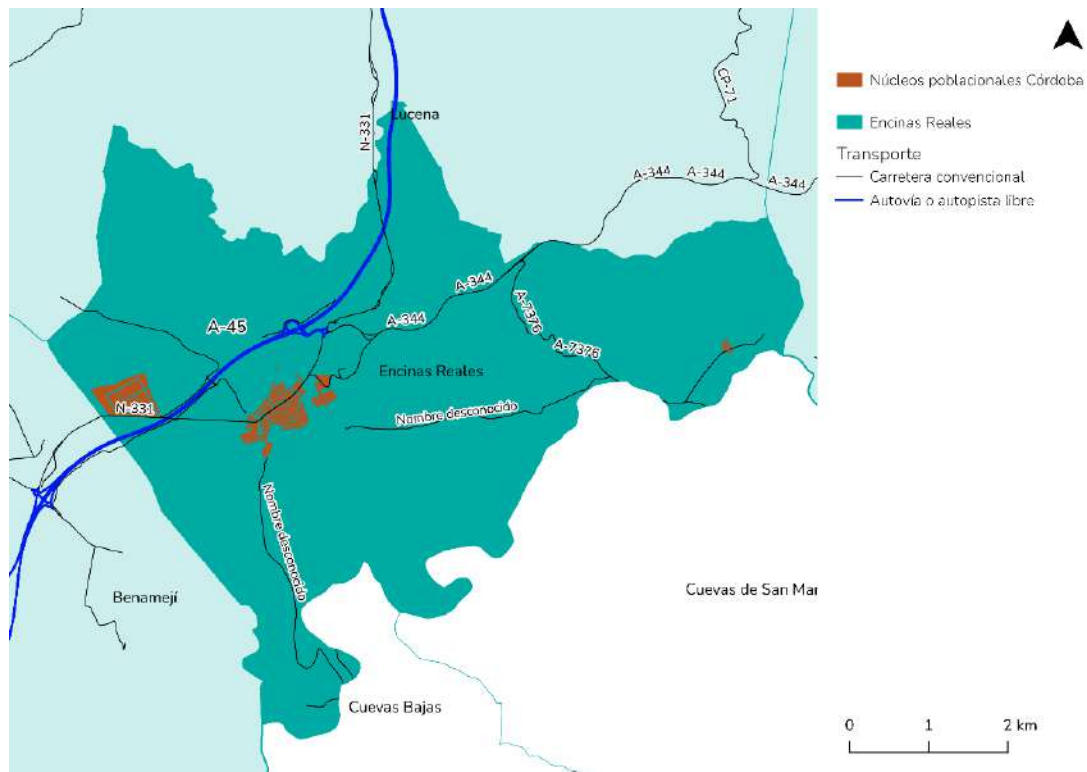 Lucena
N-331
CP-71
A-344
A-344
A-344
A-344
A-344
A-7376
A-7376
A-45
Encinas Reales
N-331
Nombre desconocido
Nombre desconocido
Benamejí
Cuevas de San Mar
Cuevas Bajas
Núcleos poblacionales Córdoba
Encinas Reales
Transporte
Carretera convencional
Autovía o autopista libre
0 1 2 km